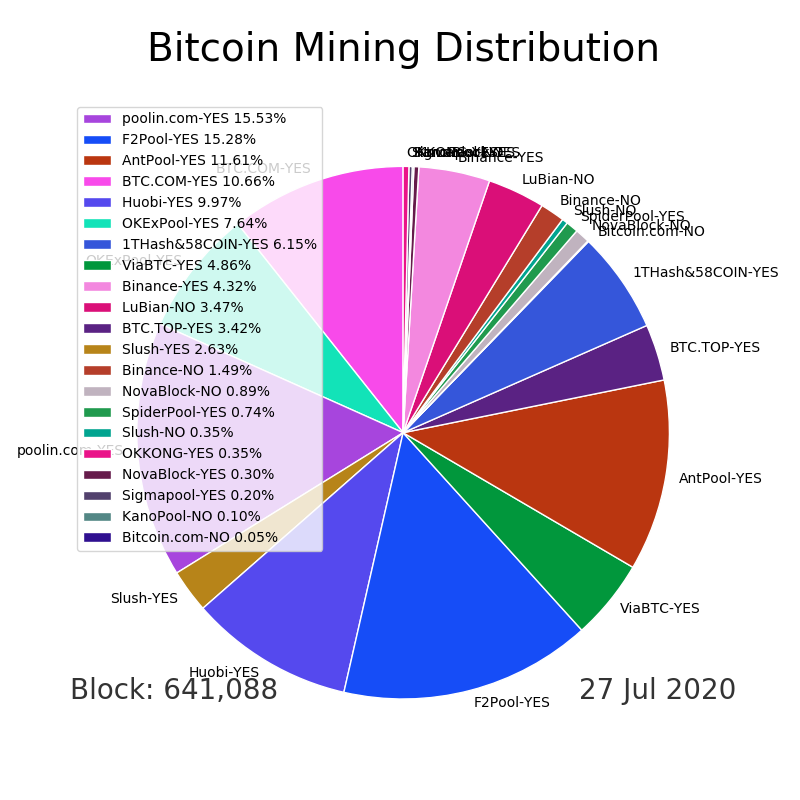 Bitcoin Mining Distribution
poolin.com-YES 15.53%
F2Pool-YES 15.28%
AntPool-YES 11.61%
BTC.COM-YES 10.66%
Huobi-YES 9.97%
OKExPool-YES 7.64%
1THash&58COIN-YES 6.15%
ViaBTC-YES 4.86%
Binance-YES 4.32%
LuBian-NO 3.47%
BTC.TOP-YES 3.42%
Slush-YES 2.63%
Binance-NO 1.49%
NovaBlock-NO 0.89%
SpiderPool-YES 0.74%
Slush-NO 0.35%
OKKONG-YES 0.35%
NovaBlock-YES 0.30%
Sigmapool-YES 0.20%
KanoPool-NO 0.10%
Bitcoin.com-NO 0.05%
BTC.COM-YES
OKExPool-YES
poolin.com-YES
Slush-YES
Huobi-YES
F2Pool-YES
ViaBTC-YES
AntPool-YES
BTC.TOP-YES
1THash&58COIN-YES
Bitcoin.com-NO
NovaBlock-NO
SpiderPool-YES
Slush-NO
Binance-NO
LuBian-NO
Binance-YES
Block: 641,088
27 Jul 2020